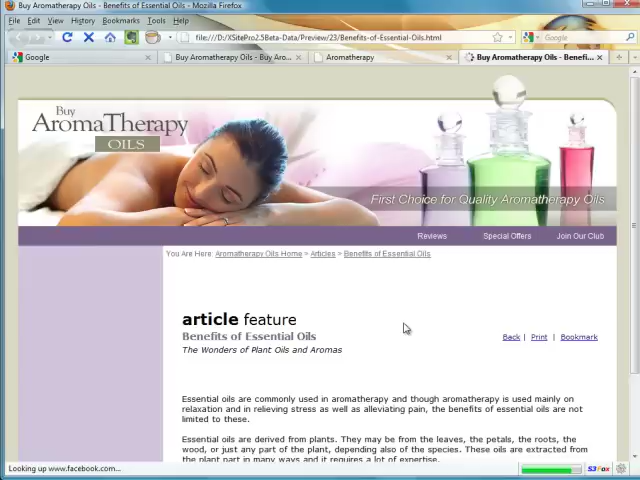 Buy Aromatherapy Oils - Benefits of Essential Oils - Mozilla Firefox
File Edit View History Bookmarks Tools Help
file:///D:/XSitePro2.5Beta-Data/Preview/23/Benefits-of-Essential-Oils.html
Google
Google
Buy Aromatherapy Oils - Buy Aro...
Aromatherapy
Buy Aromatherapy Oils - Benefi...
Buy
AROMATHERAPY
OILS
First Choice for Quality Aromatherapy Oils
Reviews
Special Offers
Join Our Club
You Are Here: Aromatherapy Oils Home > Articles > Benefits of Essential Oils
article feature
Benefits of Essential Oils
Back | Print | Bookmark
The Wonders of Plant Oils and Aromas
Essential oils are commonly used in aromatherapy and though aromatherapy is used mainly on
relaxation and in relieving stress as well as alleviating pain, the benefits of essential oils are not
limited to these.
Essential oils are derived from plants. They may be from the leaves, the petals, the roots, the
wood, or just any part of the plant, depending also of the species. These oils are extracted from
the plant part in many ways and it requires a lot of expertise.
Looking up www.facebook.com...
S3Fox